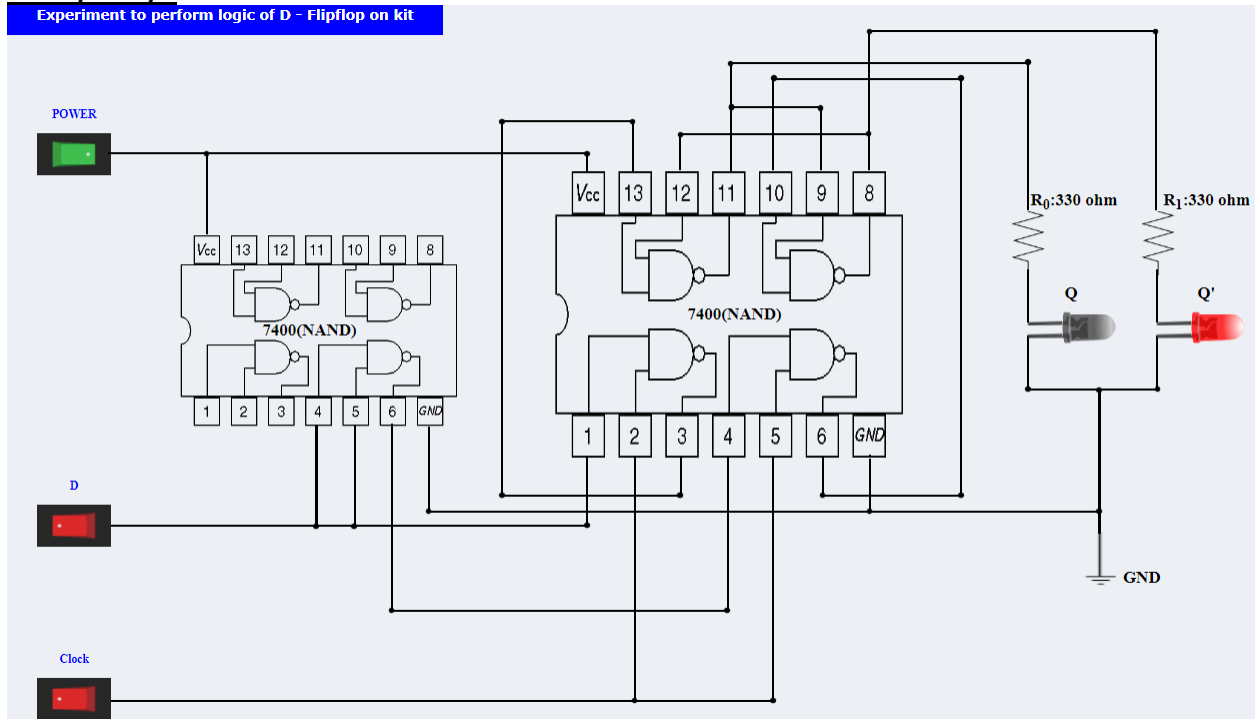 Experiment to perform logic of D - Flipflop on kit
POWER
Vcc 13 12 11 10 9 8
R0:330 ohm R1:330 ohm
Vcc 13 12 11 10 9 8
Q Q'
7400(NAND)
7400(NAND)
1 2 3 4 5 6 GND
1 2 3 4 5 6 GND
D
GND
Clock